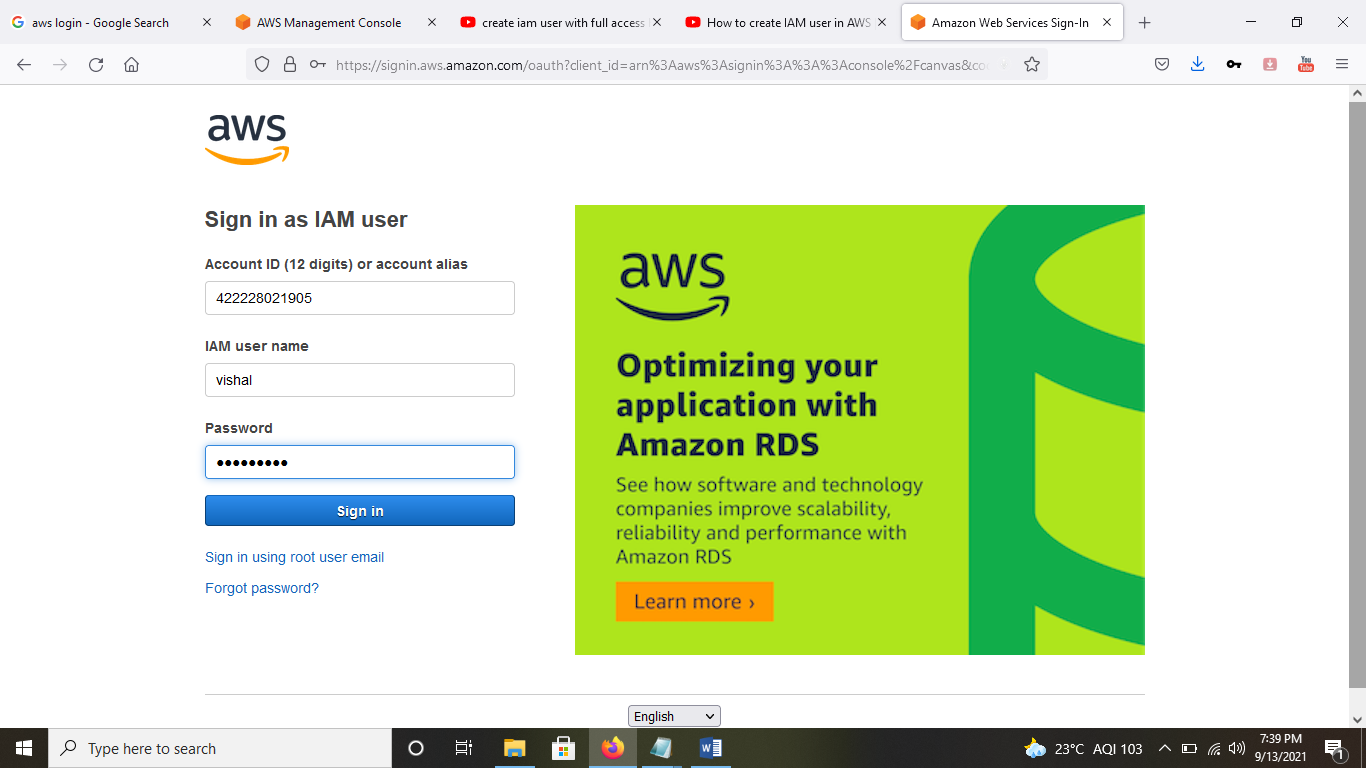 aws login - Google Search
AWS Management Console
create iam user with full access
How to create IAM user in AWS
Amazon Web Services Sign-In
https://signin.aws.amazon.com/oauth?client_id=arn%3Aaws%3Asignin%3A%3A%3Aconsole%2Fcanvas&co
You
Tube
aws
Sign in as IAM user
Account ID (12 digits) or account alias
422228021905
IAM user name
vishal
Password
•••••••••
Sign in
Sign in using root user email
Forgot password?
aws
Optimizing your
application with
Amazon RDS
See how software and technology
companies improve scalability,
reliability and performance with
Amazon RDS
Learn more ›
English
Type here to search
W
23°C AQI 103
7:39 PM
9/13/2021
1